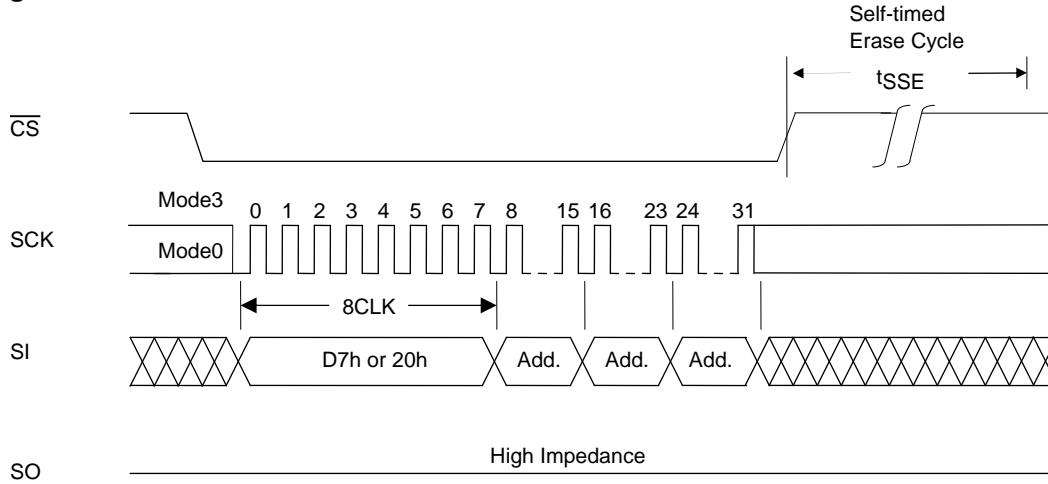 Self-timed
Erase Cycle
tSSE
CS
Mode3
0 1 2 3 4 5 6 7 8 15 16 23 24 31
SCK
Mode0
8CLK
SI
D7h or 20h Add. Add. Add.
High Impedance
SO